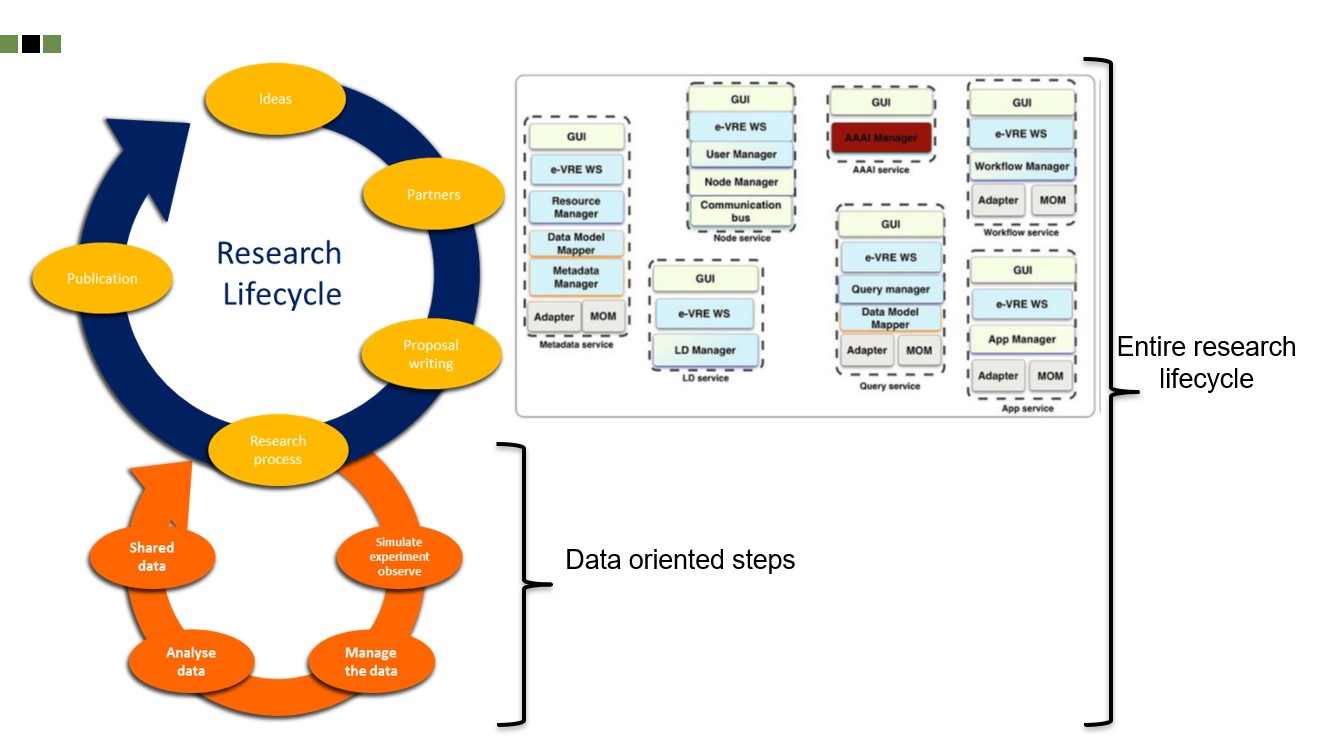 Ideas
Partners
Publication
Research
Lifecycle
Proposal
writing
Research
process
Shared
data
Simulate
experiment
observe
Analyse
data
Manage
the data
GUI
e-VRE WS
Resource
Manager
Data Model
Mapper
Metadata
Manager
Adapter
MOM
Metadata service
GUI
e-VRE WS
User Manager
Node Manager
Communication
bus
Node service
GUI
e-VRE WS
LD Manager
LD service
GUI
AAAI Manager
AAAI service
GUI
e-VRE WS
Query manager
Data Model
Mapper
Adapter
MOM
Query service
GUI
e-VRE WS
Workflow Manager
Adapter
MOM
Workflow service
GUI
e-VRE WS
App Manager
Adapter
MOM
App service
Entire research
lifecycle
Data oriented steps